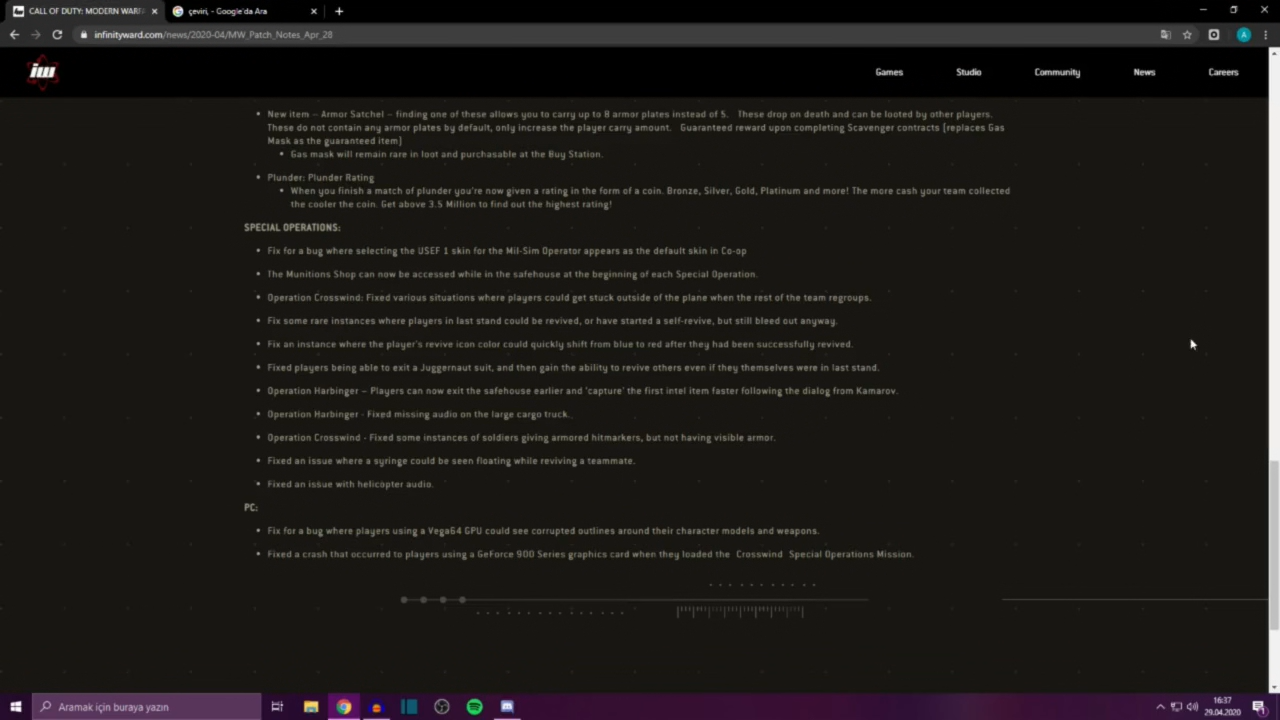 CALL OF DUTY: MODERN WARF
çeviri, - Google'da Ara
infinityward.com/news/2020-04/MW_Patch_Notes_Apr_28
A
iw
Games
Studio
Community
News
Careers
New item – Armor Satchel – finding one of these allows you to carry up to 8 armor plates instead of 5. These drop on death and can be looted by other players.
These do not contain any armor plates by default, only increase the player carry amount. Guaranteed reward upon completing Scavenger contracts [replaces Gas
Mask as the guaranteed item]
Gas mask will remain rare in loot and purchasable at the Buy Station.
Plunder: Plunder Rating
When you finish a match of plunder you're now given a rating in the form of a coin. Bronze, Silver, Gold, Platinum and more! The more cash your team collected
the cooler the coin. Get above 3.5 Million to find out the highest rating!
SPECIAL OPERATIONS:
Fix for a bug where selecting the USEF 1 skin for the Mil-Sim Operator appears as the default skin in Co-op
The Munitions Shop can now be accessed while in the safehouse at the beginning of each Special Operation.
Operation Crosswind: Fixed various situations where players could get stuck outside of the plane when the rest of the team regroups.
Fix some rare instances where players in last stand could be revived, or have started a self-revive, but still bleed out anyway.
Fix an instance where the player's revive icon color could quickly shift from blue to red after they had been successfully revived.
Fixed players being able to exit a Juggernaut suit, and then gain the ability to revive others even if they themselves were in last stand.
Operation Harbinger – Players can now exit the safehouse earlier and 'capture' the first intel item faster following the dialog from Kamarov.
Operation Harbinger - Fixed missing audio on the large cargo truck.
Operation Crosswind - Fixed some instances of soldiers giving armored hitmarkers, but not having visible armor.
Fixed an issue where a syringe could be seen floating while reviving a teammate.
Fixed an issue with helicopter audio.
PC:
Fix for a bug where players using a Vega64 GPU could see corrupted outlines around their character models and weapons.
Fixed a crash that occurred to players using a GeForce 900 Series graphics card when they loaded the Crosswind Special Operations Mission.
Aramak için buraya yazın
16:37
29.04.2020
1